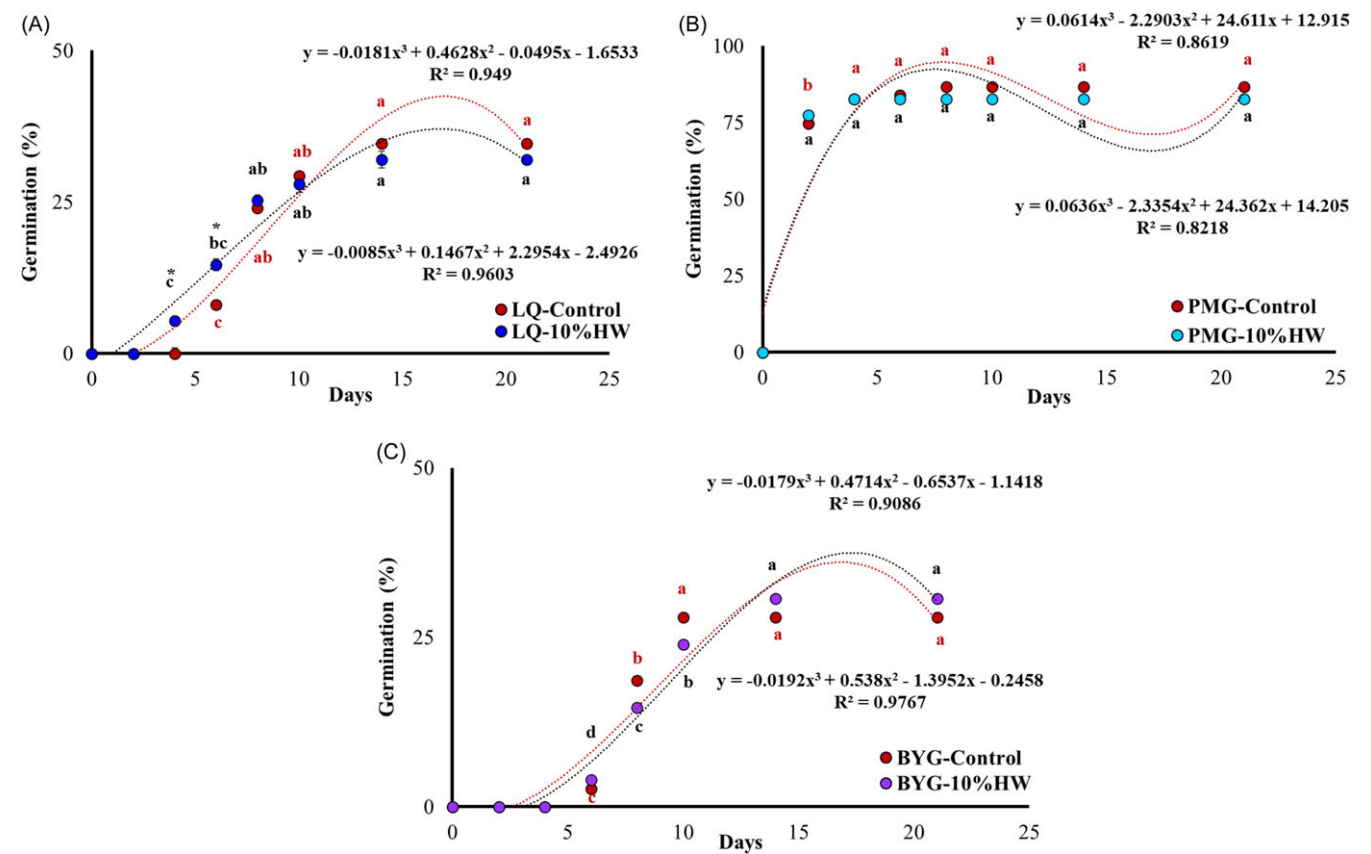 (A)
50
25
0
0
5
10
15
20
25
Germination (%)
Days
y = -0.0181x³ + 0.4628x² - 0.0495x - 1.6533
R² = 0.949
y = -0.0085x³ + 0.1467x² + 2.2954x - 2.4926
R² = 0.9603
*
c
*
bc
c
ab
ab
ab
ab
a
a
a
a
LQ-Control
LQ-10%HW
(B)
100
75
50
25
0
0
5
10
15
20
25
Germination (%)
Days
y = 0.0614x³ - 2.2903x² + 24.611x + 12.915
R² = 0.8619
y = 0.0636x³ - 2.3354x² + 24.362x + 14.205
R² = 0.8218
b
a
a
a
a
a
a
a
a
a
a
a
a
a
PMG-Control
PMG-10%HW
(C)
50
25
0
0
5
10
15
20
25
Germination (%)
Days
y = -0.0179x³ + 0.4714x² - 0.6537x - 1.1418
R² = 0.9086
y = -0.0192x³ + 0.538x² - 1.3952x - 0.2458
R² = 0.9767
d
c
b
c
a
b
a
a
a
a
BYG-Control
BYG-10%HW